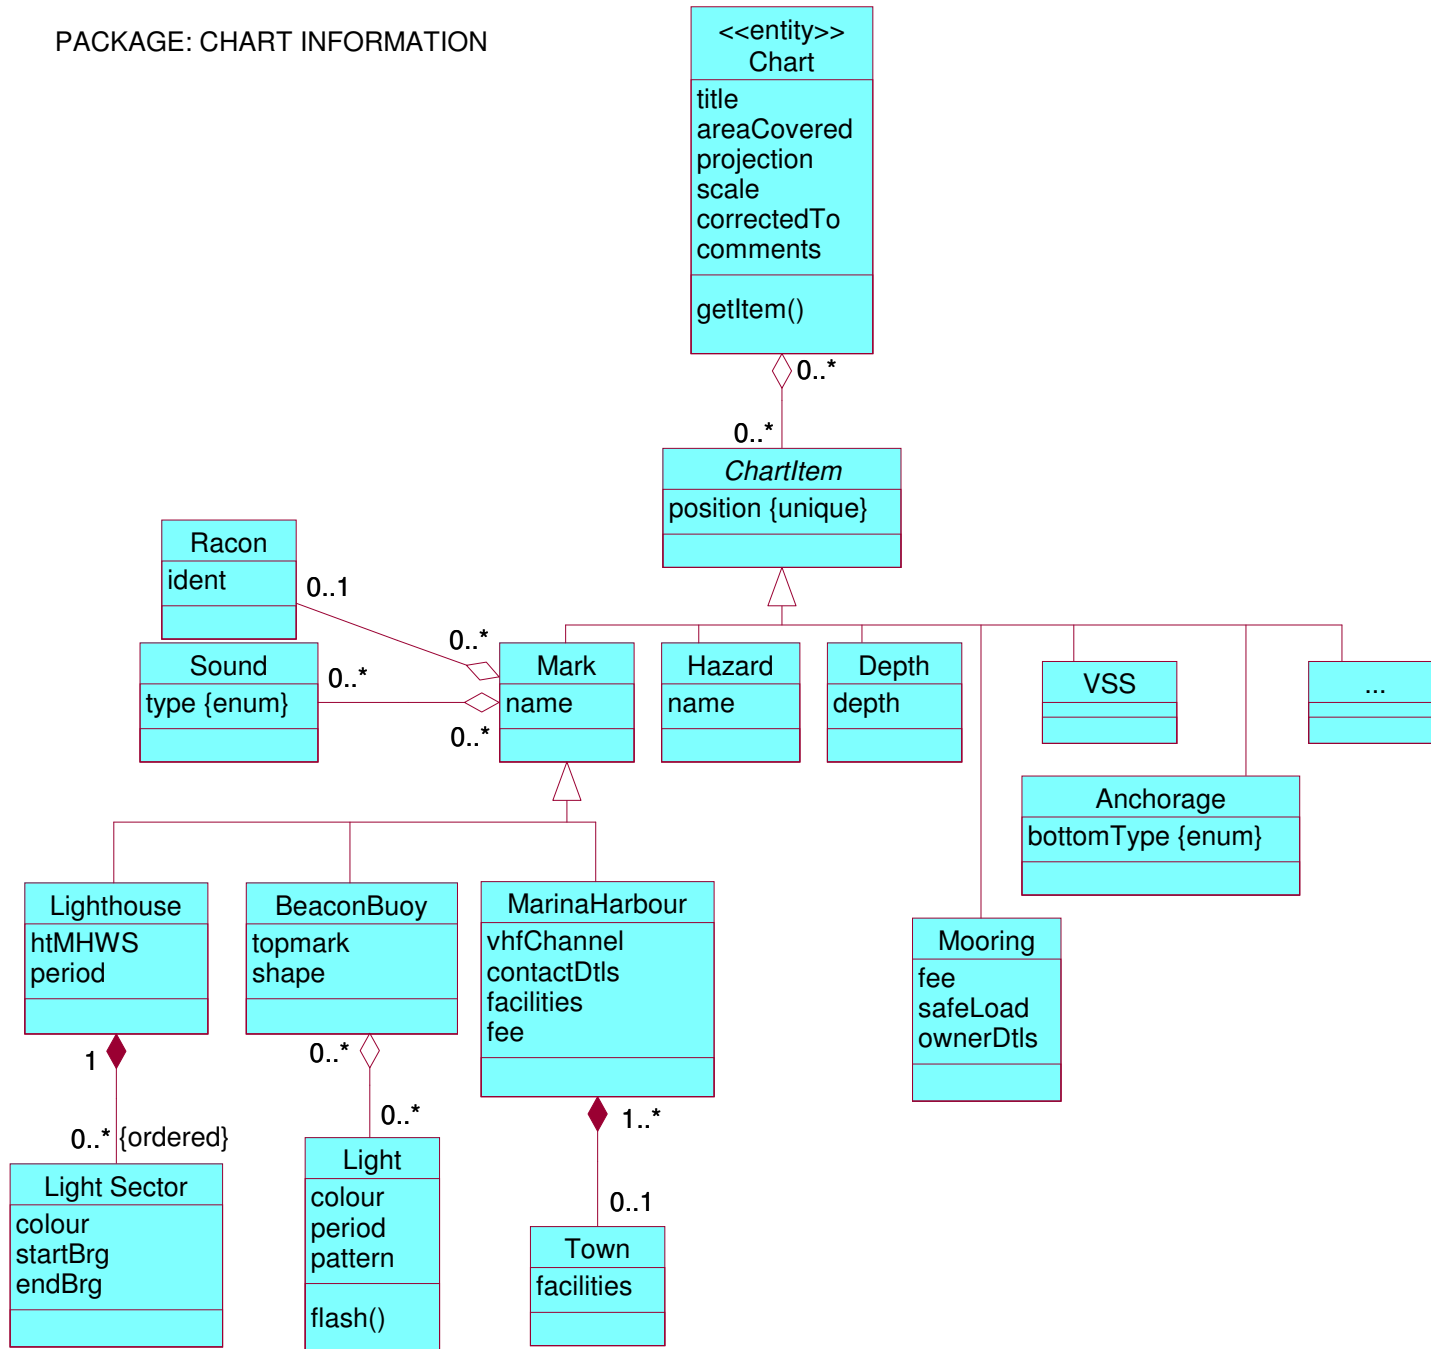 PACKAGE: CHART INFORMATION
<<entity>>
Chart
title
areaCovered
projection
scale
correctedTo
comments
getItem()
0..*
0..*
ChartItem
position {unique}
Racon
ident
0..1
0..*
Sound
type {enum}
0..*
0..*
Mark
name
Hazard
name
Depth
depth
VSS
...
Anchorage
bottomType {enum}
Mooring
fee
safeLoad
ownerDtls
Lighthouse
htMHWS
period
BeaconBuoy
topmark
shape
MarinaHarbour
vhfChannel
contactDtls
facilities
fee
1
0..* {ordered}
Light Sector
colour
startBrg
endBrg
0..*
0..*
Light
colour
period
pattern
flash()
1..*
0..1
Town
facilities